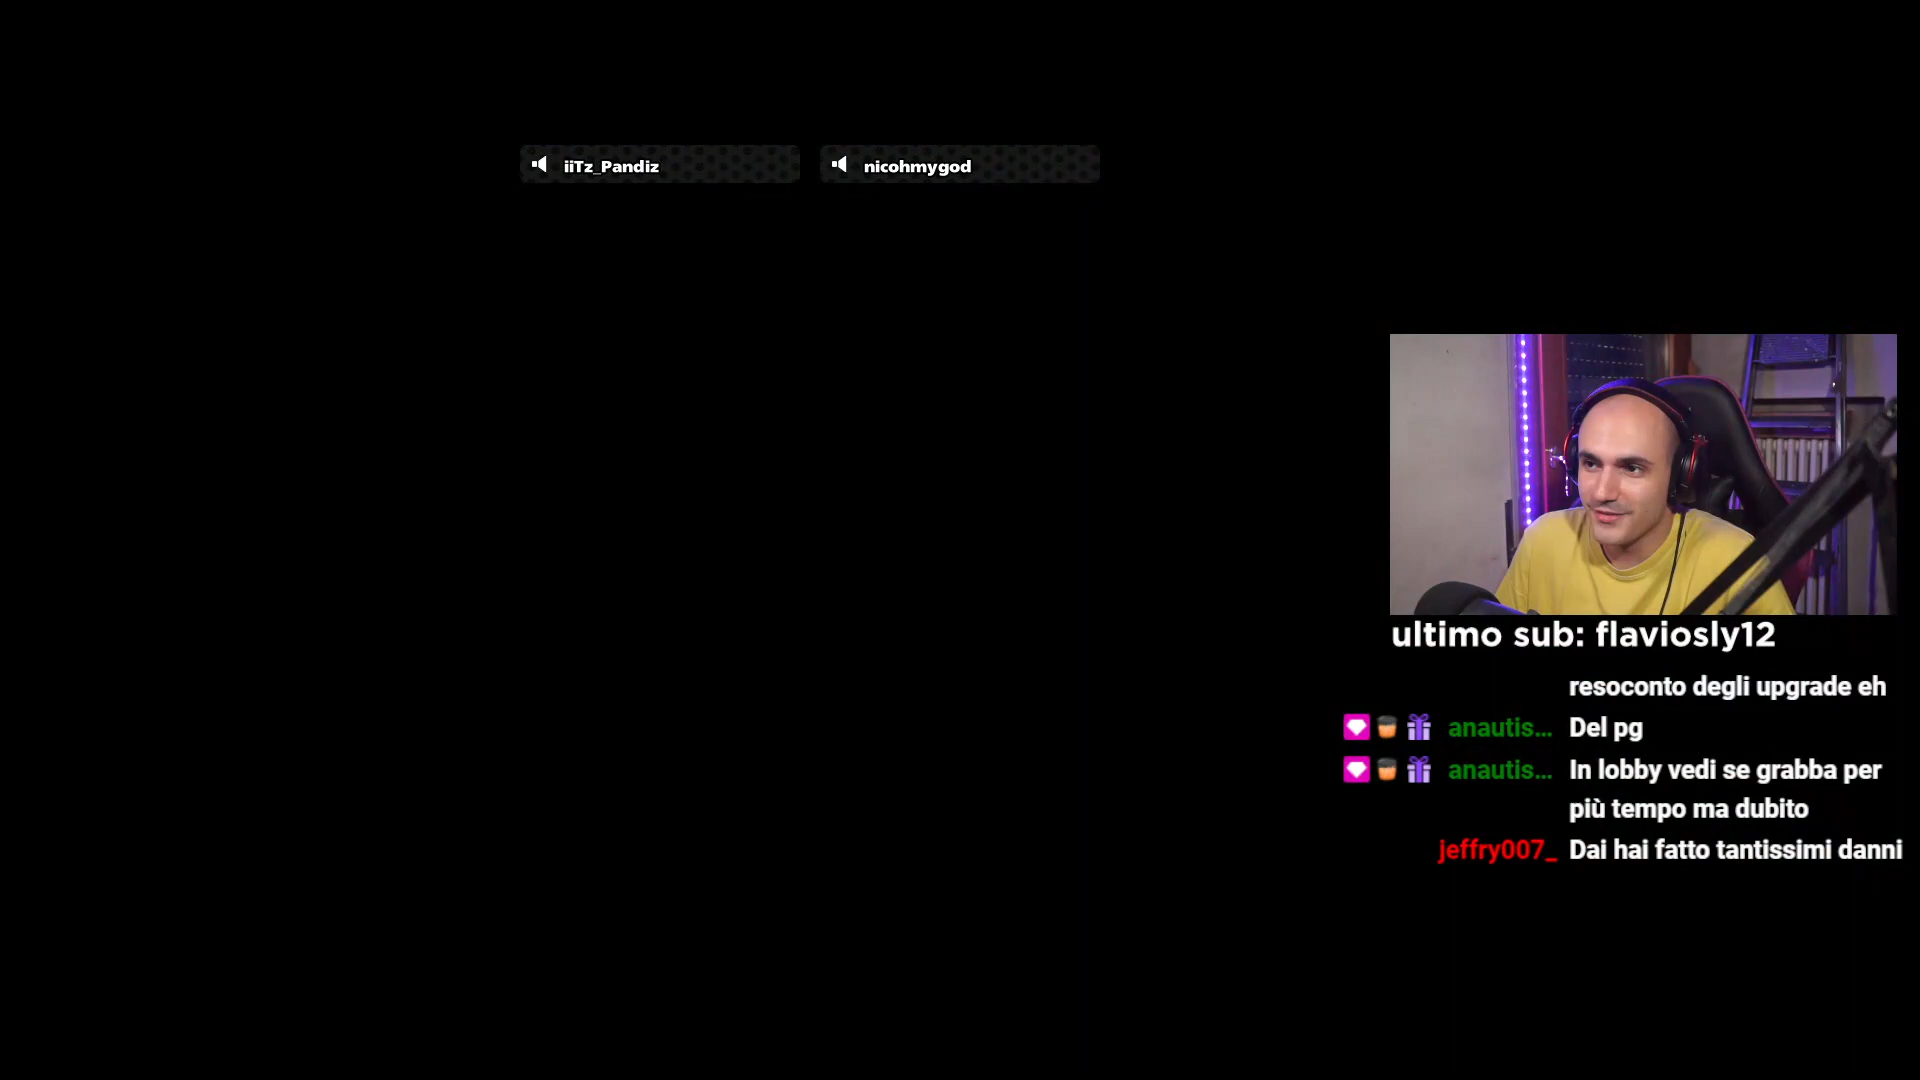 iiTz_Pandiz
nicohmygod
ultimo sub: flaviosly12
resoconto degli upgrade eh
anautis... Del pg
anautis... In lobby vedi se grabba per
più tempo ma dubito
jeffry007_ Dai hai fatto tantissimi danni